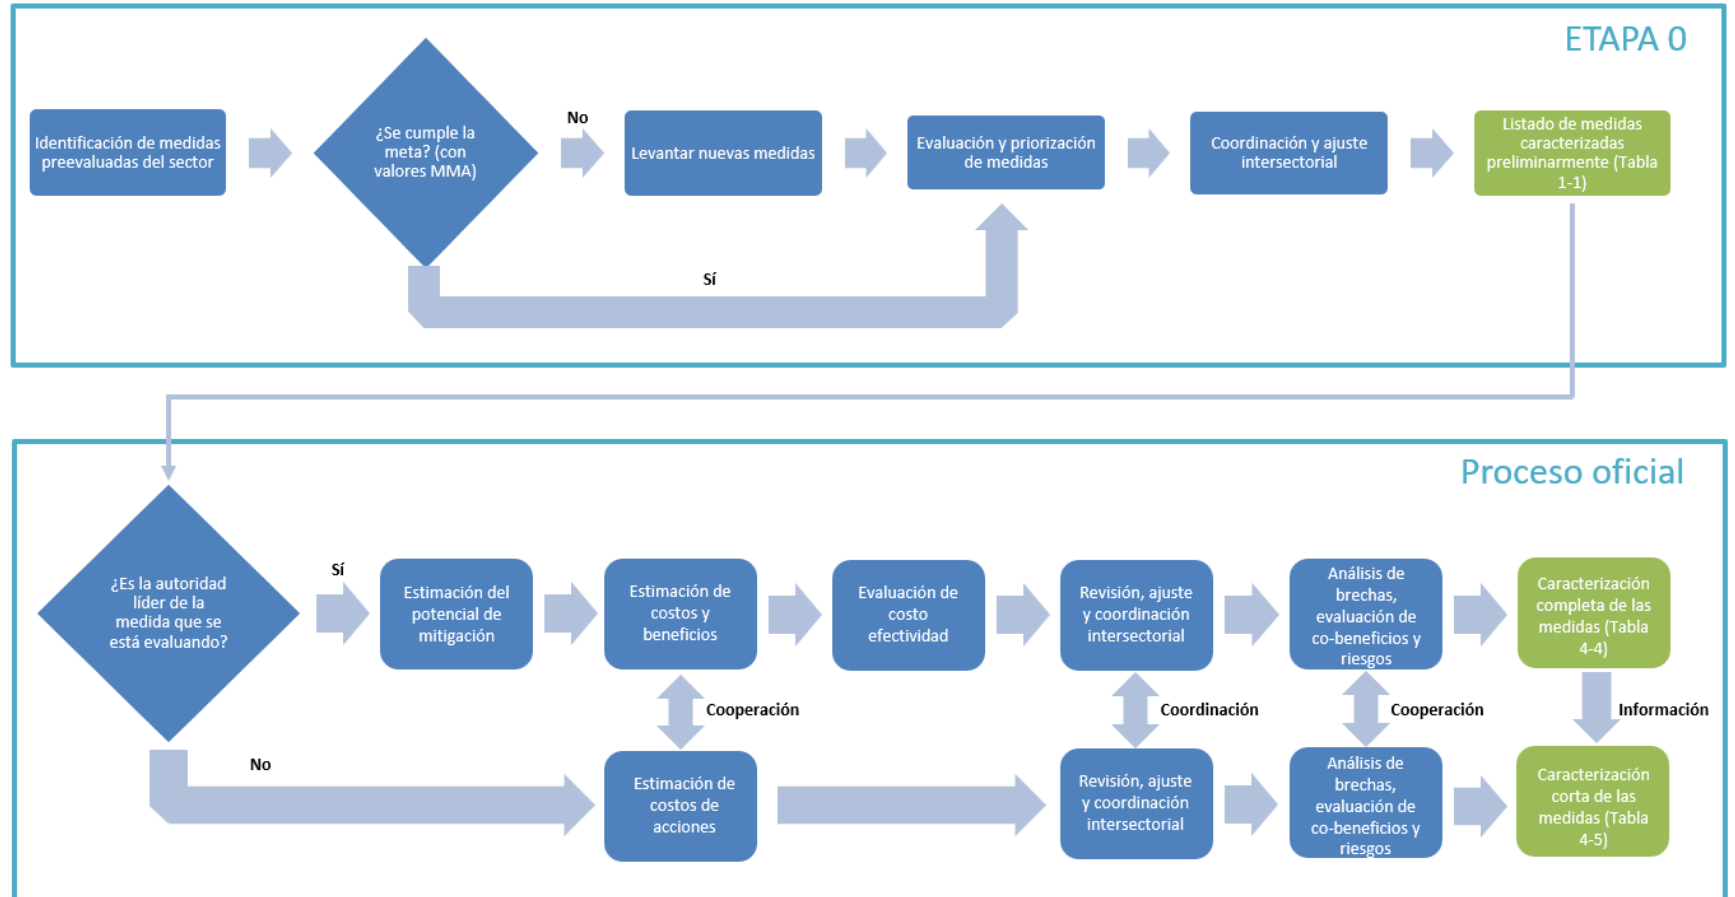 ETAPA 0
Identificación de medidas
preevaluadas del sector
¿Se cumple la
meta? (con
valores MMA)
No
Levantar nuevas medidas
Evaluación y priorización
de medidas
Coordinación y ajuste
intersectorial
Listado de medidas
caracterizadas
preliminarmente (Tabla
1-1)
Sí
Proceso oficial
¿Es la autoridad
líder de la
medida que se
está evaluando?
Sí
Estimación del
potencial de
mitigación
Estimación de
costos y
beneficios
Evaluación de
costo
efectividad
Revisión, ajuste
y coordinación
intersectorial
Análisis de
brechas,
evaluación de
co-beneficios y
riesgos
Caracterización
completa de las
medidas (Tabla
4-4)
Cooperación
Coordinación
Cooperación
Información
No
Estimación de
costos de
acciones
Revisión, ajuste
y coordinación
intersectorial
Análisis de
brechas,
evaluación de
co-beneficios y
riesgos
Caracterización
corta de las
medidas (Tabla
4-5)